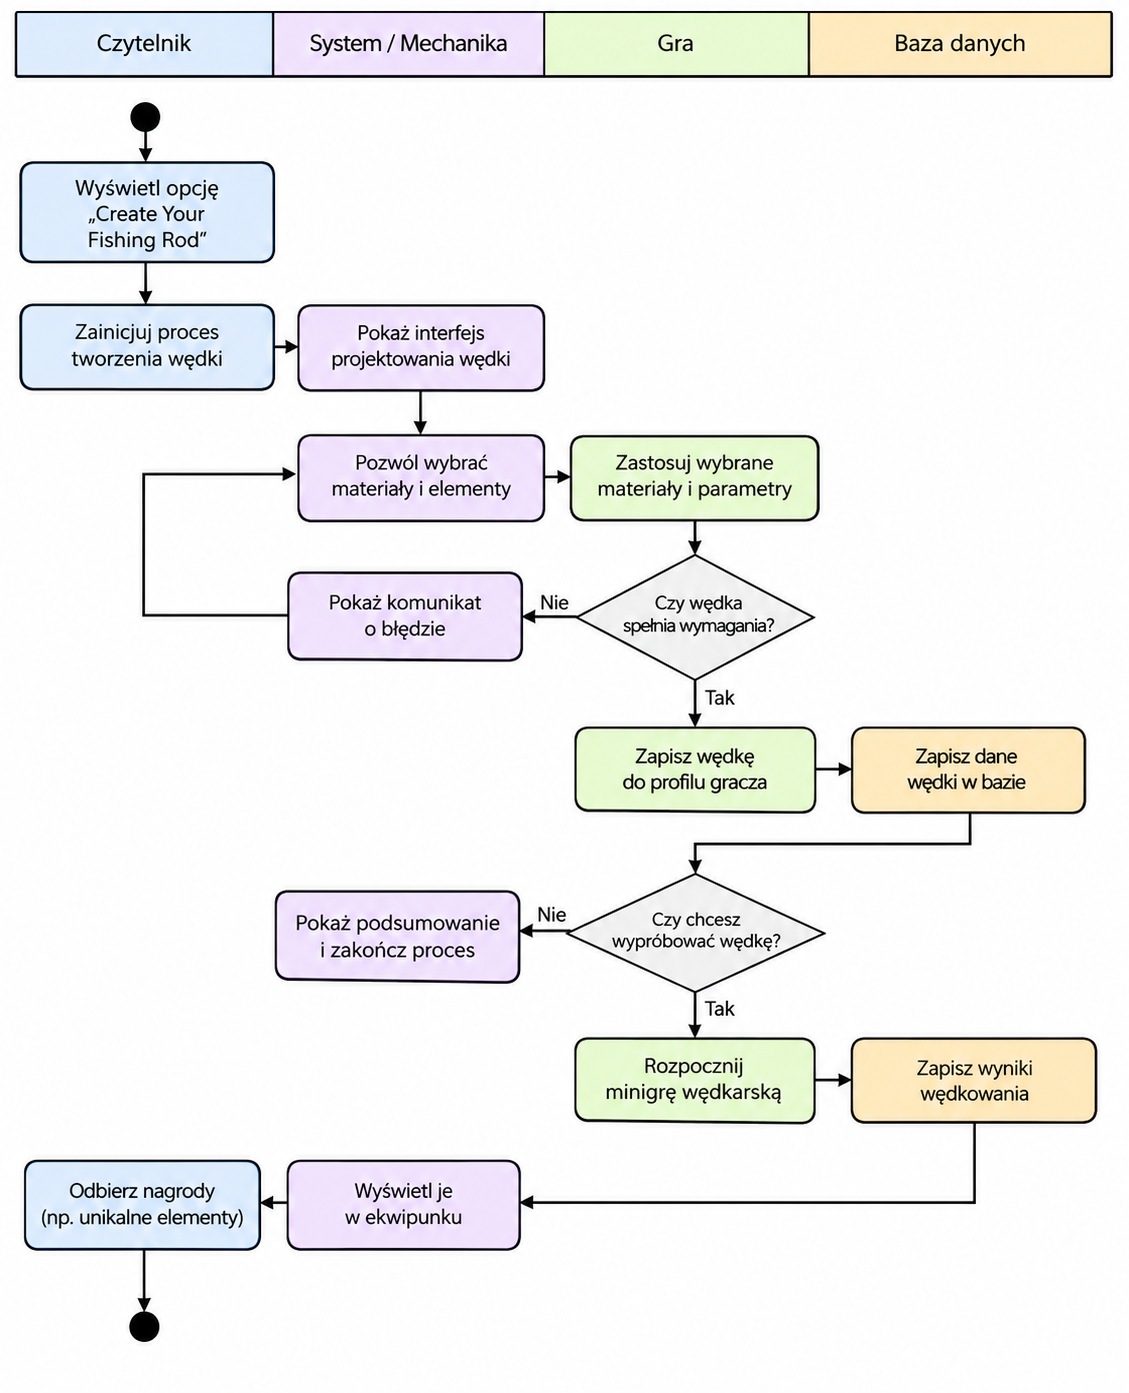 Czytelnik
System / Mechanika
Gra
Baza danych
Wyświetl opcję
„Create Your
Fishing Rod”
Zainicjuj proces
tworzenia wędki
Pokaż interfejs
projektowania wędki
Pozwól wybrać
materiały i elementy
Zastosuj wybrane
materiały i parametry
Pokaż komunikat
o błędzie
Nie
Czy wędka
spełnia wymagania?
Tak
Zapisz wędkę
do profilu gracza
Zapisz dane
wędki w bazie
Pokaż podsumowanie
i zakończ proces
Nie
Czy chcesz
wypróbować wędkę?
Tak
Rozpocznij
minigrę wędkarską
Zapisz wyniki
wędkowania
Odbierz nagrody
(np. unikalne elementy)
Wyświetl je
w ekwipunku